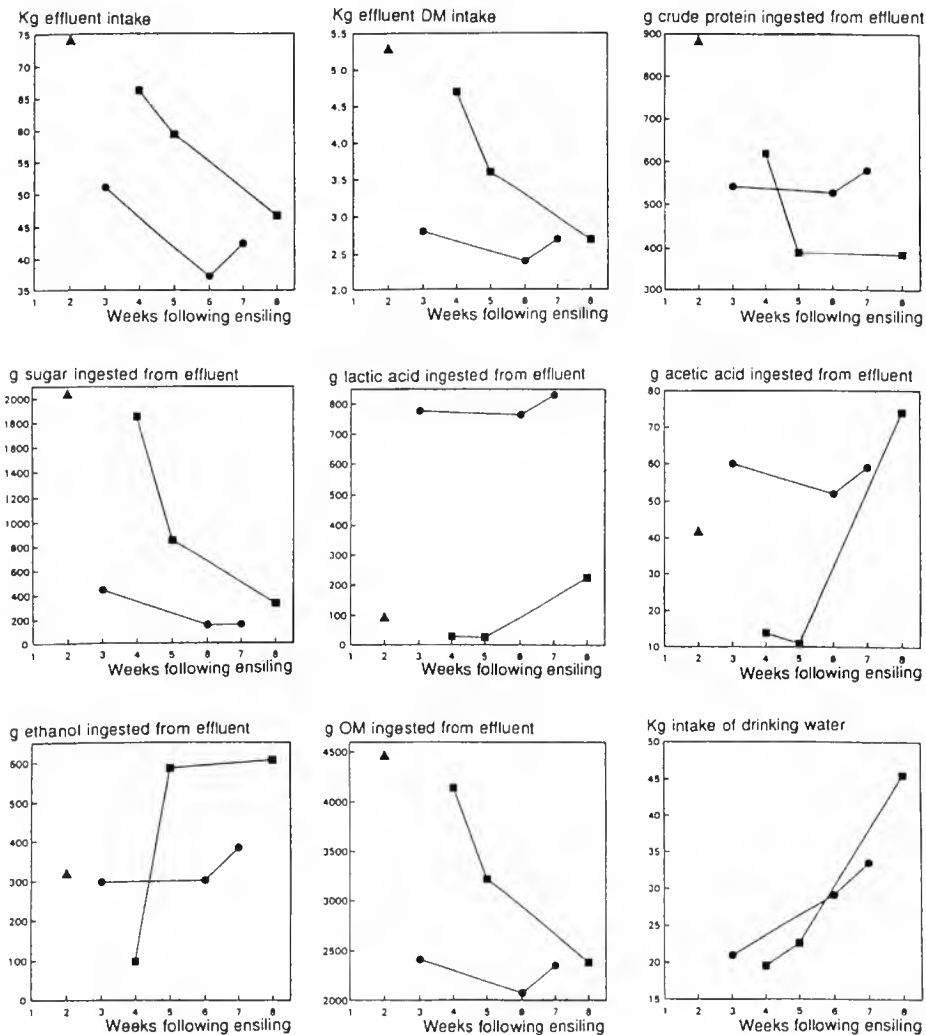 Kg effluent intake
75
70
65
60
55
50
45
40
35
1 2 3 4 5 6 7 8
Weeks following ensiling
Kg effluent DM intake
5.5
5.0
4.5
4.0
3.5
3.0
2.5
2.0
1 2 3 4 5 6 7 8
Weeks following ensiling
g crude protein ingested from effluent
900
800
700
600
500
400
300
1 2 3 4 5 6 7 8
Weeks following ensiling
g sugar ingested from effluent
2000
1800
1600
1400
1200
1000
800
600
400
200
0
1 2 3 4 5 6 7 8
Weeks following ensiling
g lactic acid ingested from effluent
800
700
600
500
400
300
200
100
0
1 2 3 4 5 6 7 8
Weeks following ensiling
g acetic acid ingested from effluent
80
70
60
50
40
30
20
10
1 2 3 4 5 6 7 8
Weeks following ensiling
g ethanol ingested from effluent
600
500
400
300
200
100
0
1 2 3 4 5 6 7 8
Weeks following ensiling
g OM ingested from effluent
4500
4000
3500
3000
2500
2000
1 2 3 4 5 6 7 8
Weeks following ensiling
Kg intake of drinking water
50
45
40
35
30
25
20
15
1 2 3 4 5 6 7 8
Weeks following ensiling